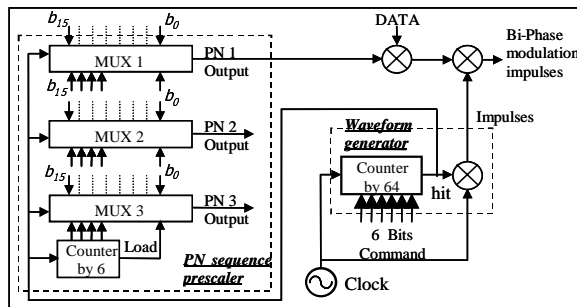 b15
b0
DATA
MUX 1
PN 1
Output
Bi-Phase
modulation
impulses
b15
b0
MUX 2
PN 2
Output
b15
b0
Impulses
Waveform
generator
b15
b0
MUX 3
PN 3
Output
Counter
by 64
hit
Counter
by 6
Load
PN sequence
prescaler
6 Bits
Command
Clock